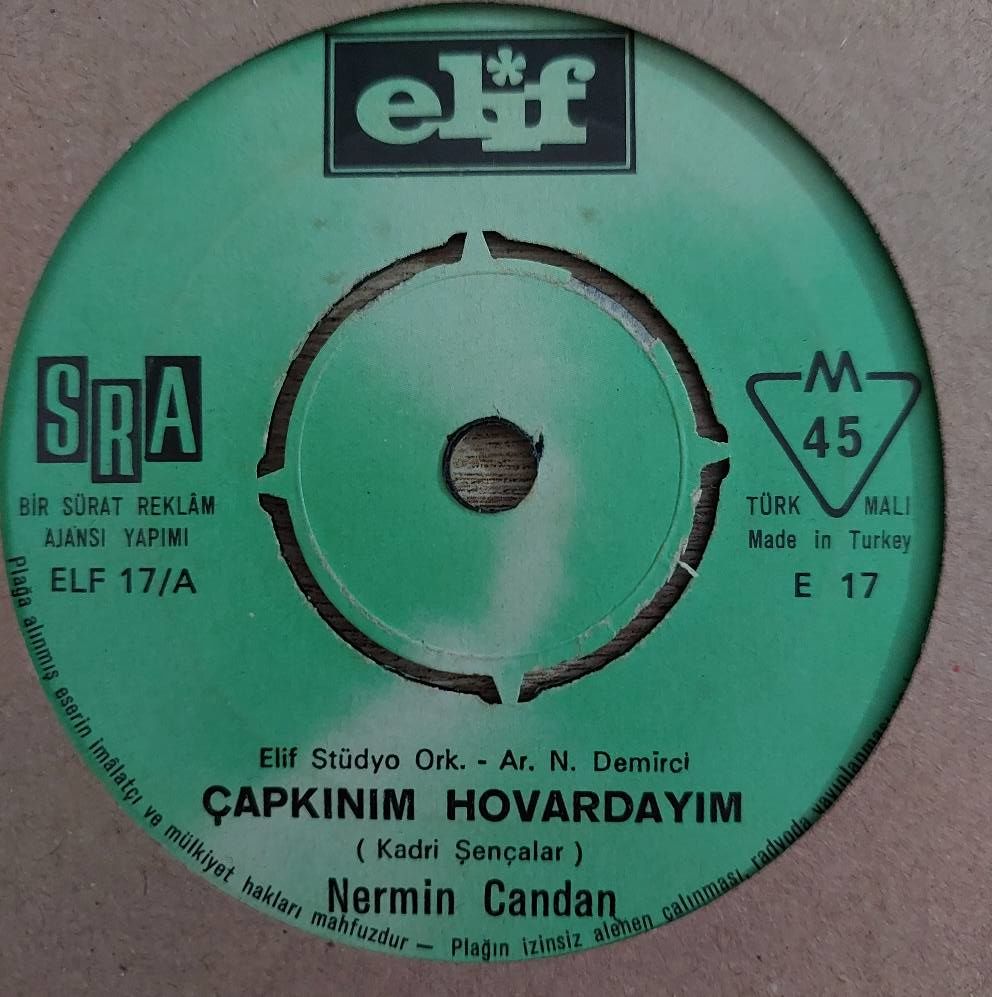 elif
SRA
BİR SÜRAT REKLÂM
AJANSI YAPIMI
ELF 17/A
M
45
TÜRK MALI
Made in Turkey
E 17
Elif Stüdyo Ork. - Ar. N. Demirci
ÇAPKINIM HOVARDAYIM
( Kadri Şençalar )
Nermin Candan
Plağa alınmış eserin imâlatçı ve mülkiyet hakları mahfuzdur — Plağın izinsiz alenen çalınması, radyoda yayınlanması